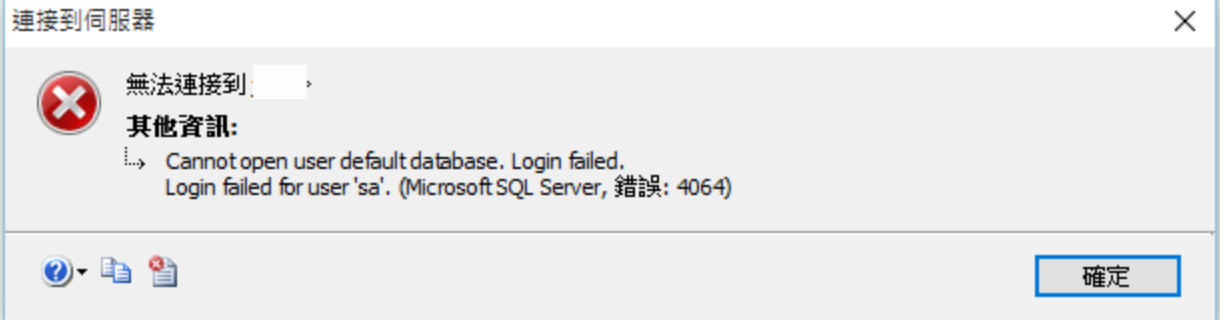 連接到伺服器
無法連接到 。
其他資訊:
Cannot open user default database. Login failed.
Login failed for user 'sa'. (Microsoft SQL Server, 錯誤: 4064)
確定